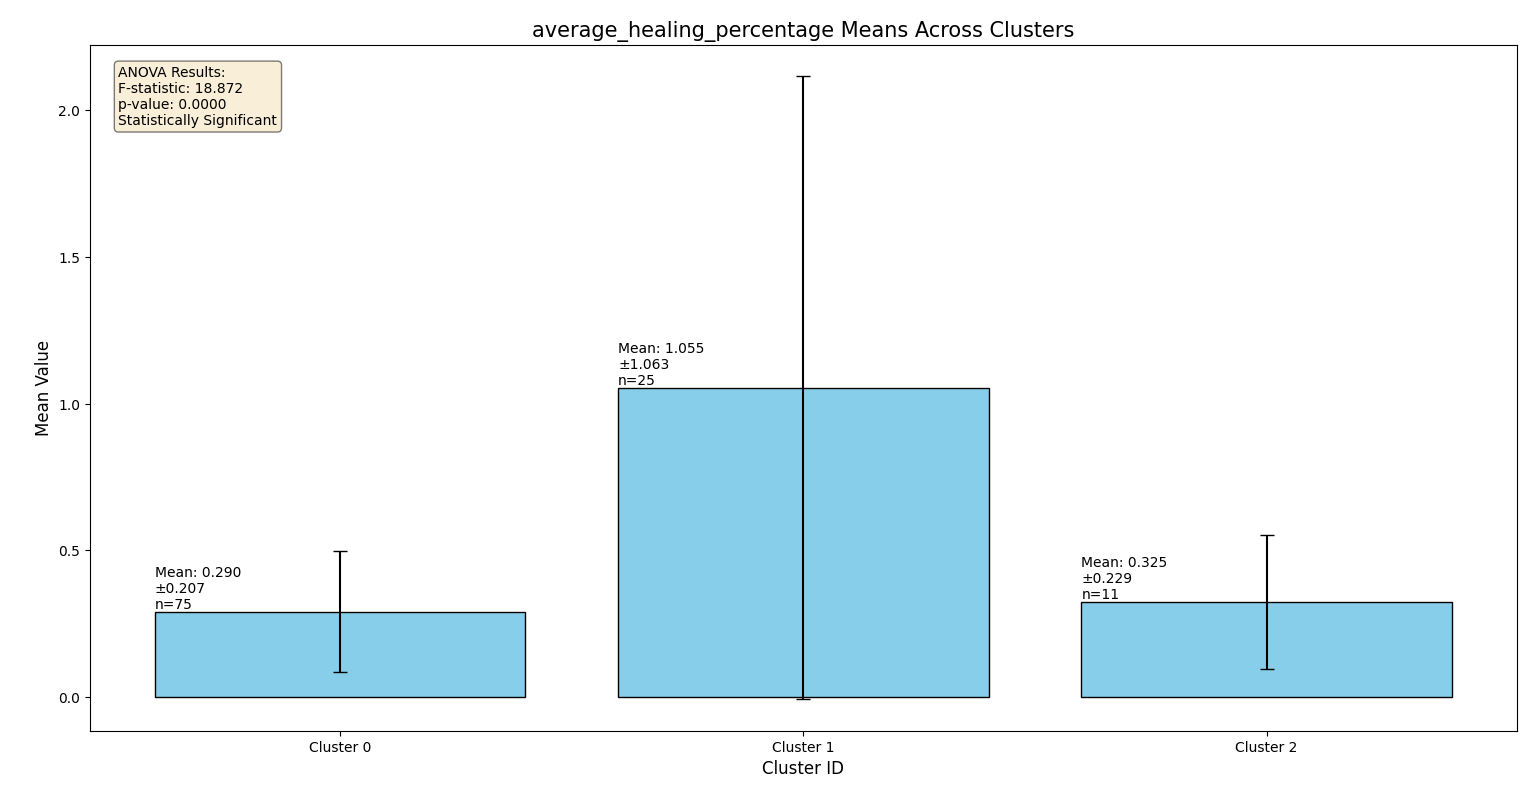 average_healing_percentage Means Across Clusters
ANOVA Results:
F-statistic: 18.872
p-value: 0.0000
Statistically Significant
Mean Value
2.0
1.5
1.0
0.5
0.0
Mean: 0.290
±0.207
n=75
Mean: 1.055
±1.063
n=25
Mean: 0.325
±0.229
n=11
Cluster 0
Cluster 1
Cluster 2
Cluster ID